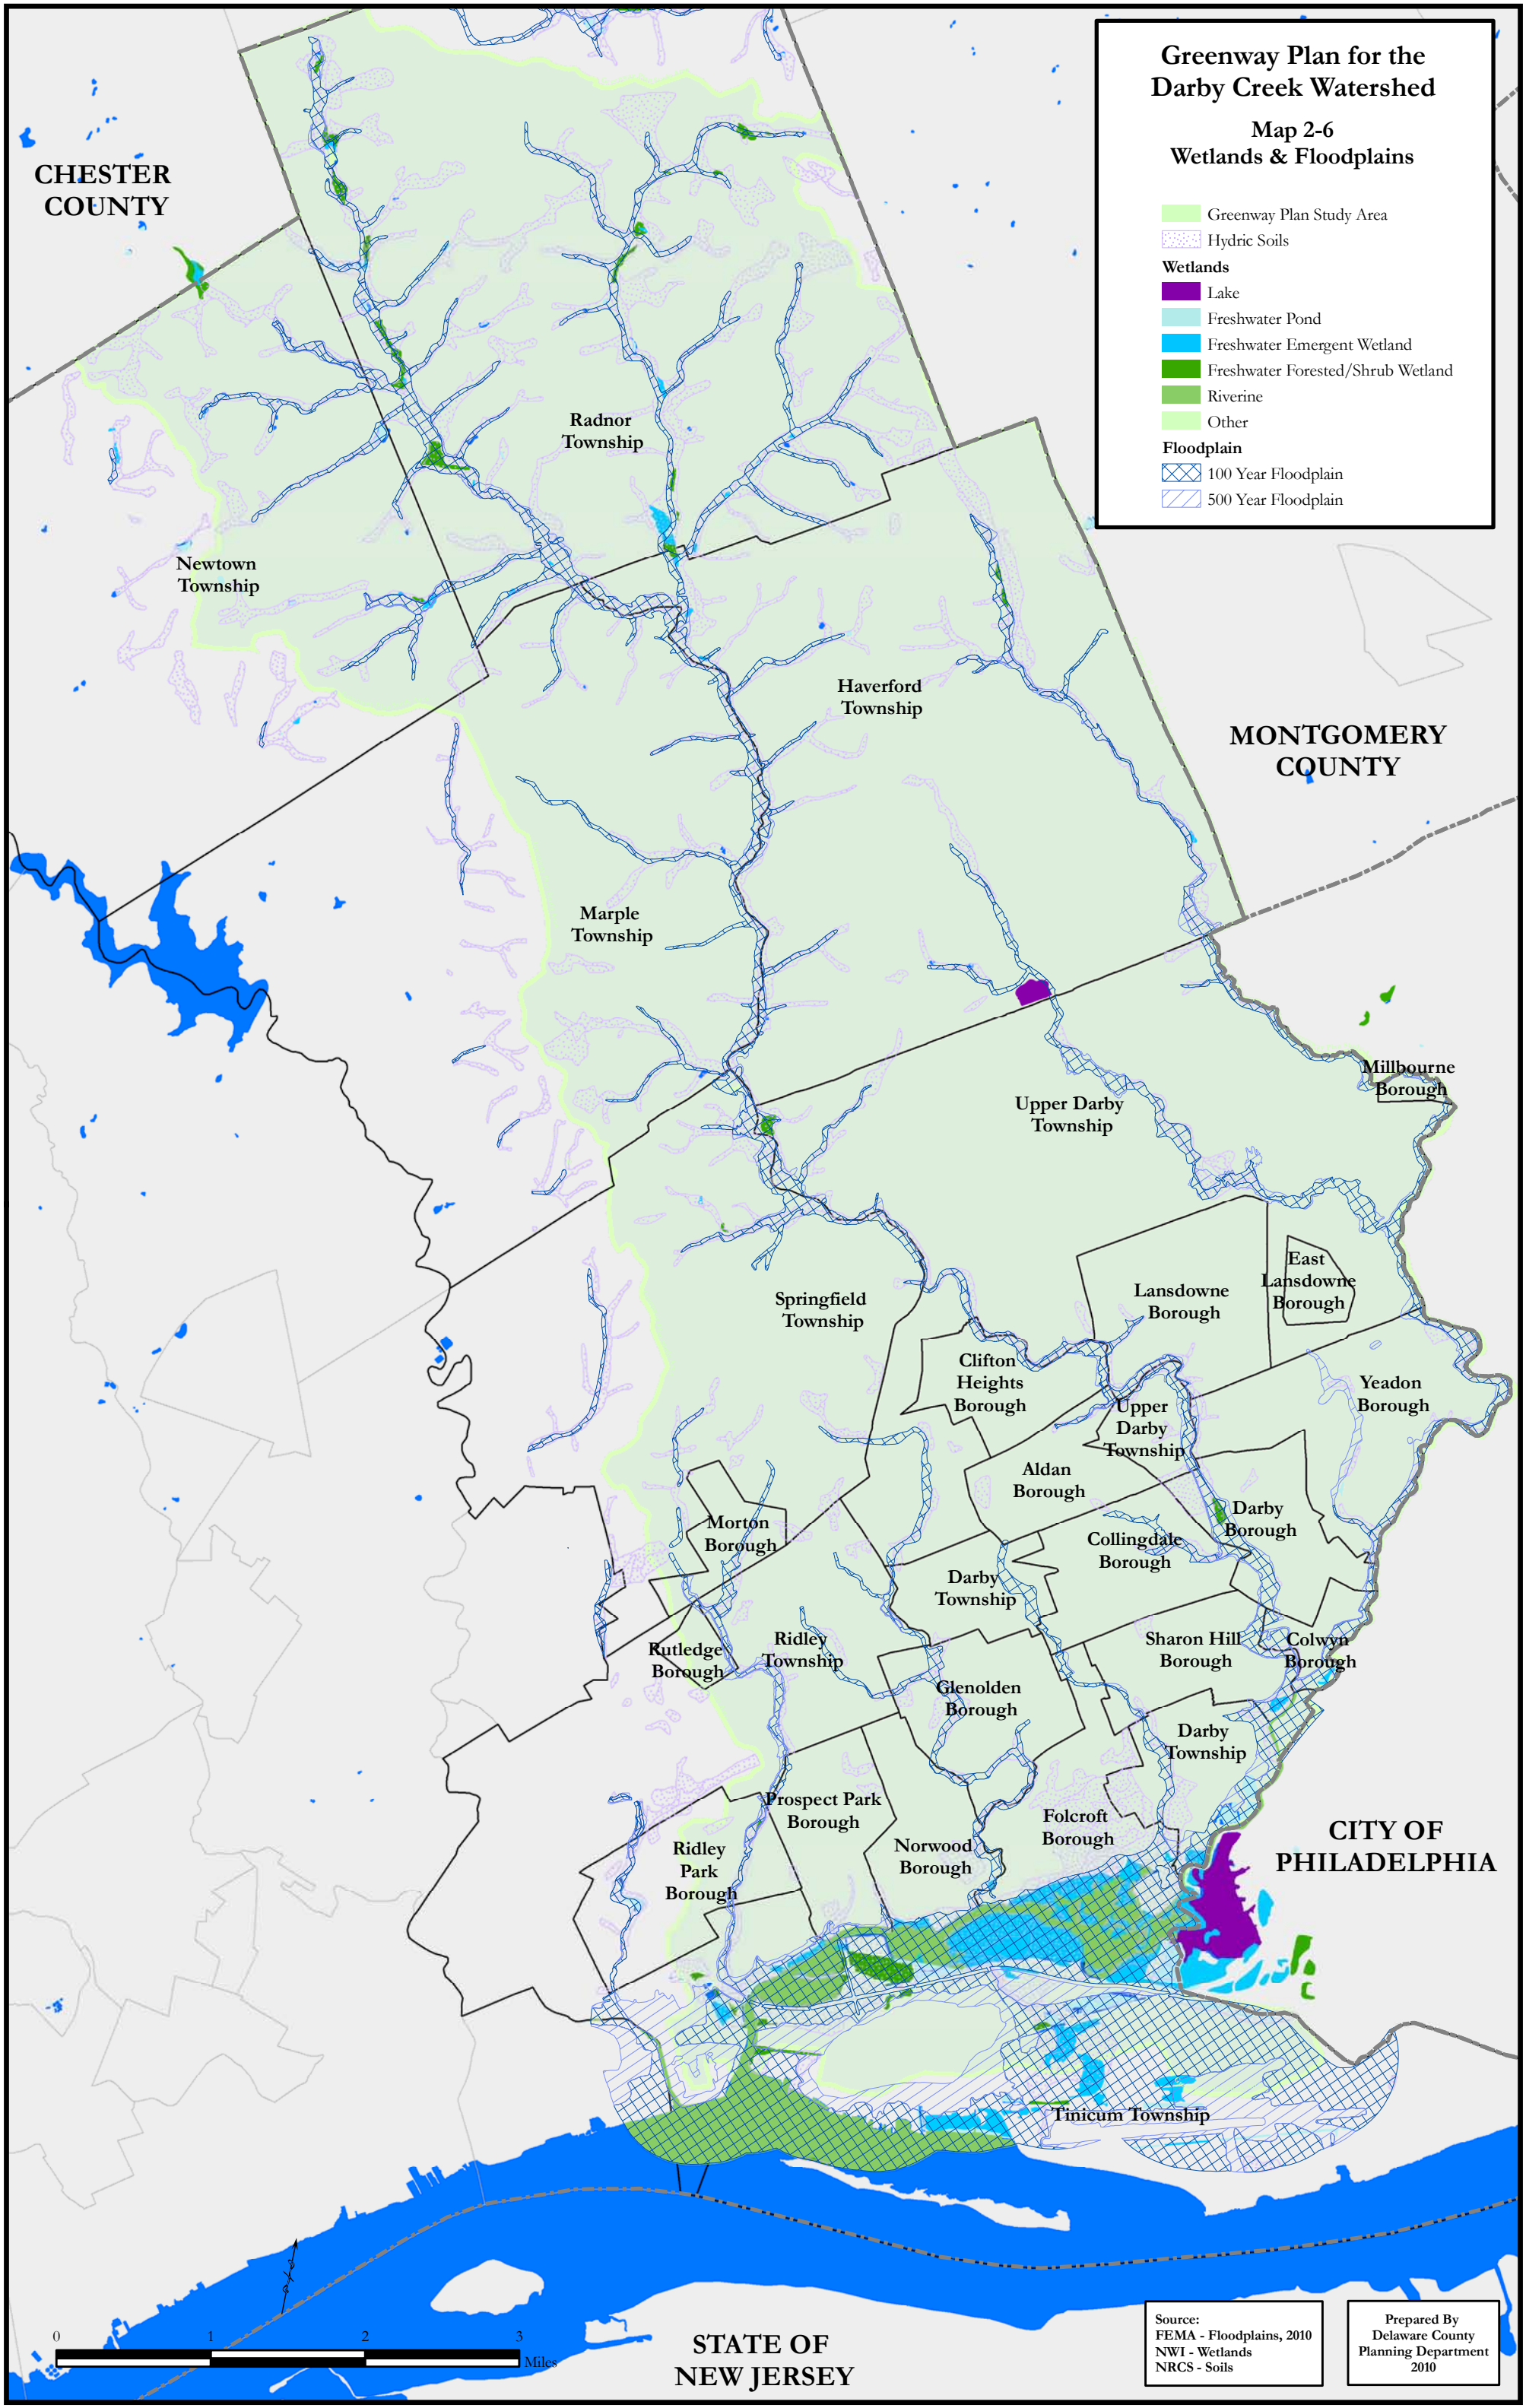 Greenway Plan for the
Darby Creek Watershed
Map 2-6
Wetlands & Floodplains
Greenway Plan Study Area
Hydric Soils
Wetlands
Lake
Freshwater Pond
Freshwater Emergent Wetland
Freshwater Forested/Shrub Wetland
Riverine
Other
Floodplain
100 Year Floodplain
500 Year Floodplain
CHESTER
COUNTY
Radnor
Township
Newtown
Township
Haverford
Township
MONTGOMERY
COUNTY
Marple
Township
Millbourne
Borough
Upper Darby
Township
East
Lansdowne
Borough
Lansdowne
Borough
Springfield
Township
Clifton
Heights
Borough
Yeadon
Borough
Upper
Darby
Township
Aldan
Borough
Morton
Borough
Darby
Borough
Collingdale
Borough
Darby
Township
Rutledge
Borough
Ridley
Township
Sharon Hill
Borough
Colwyn
Borough
Glenolden
Borough
Darby
Township
Prospect Park
Borough
Folcroft
Borough
Norwood
Borough
Ridley
Park
Borough
CITY OF
PHILADELPHIA
Tinicum Township
STATE OF
NEW JERSEY
0 1 2 3
Miles
Source:
FEMA - Floodplains, 2010
NWI - Wetlands
NRCS - Soils
Prepared By
Delaware County
Planning Department
2010